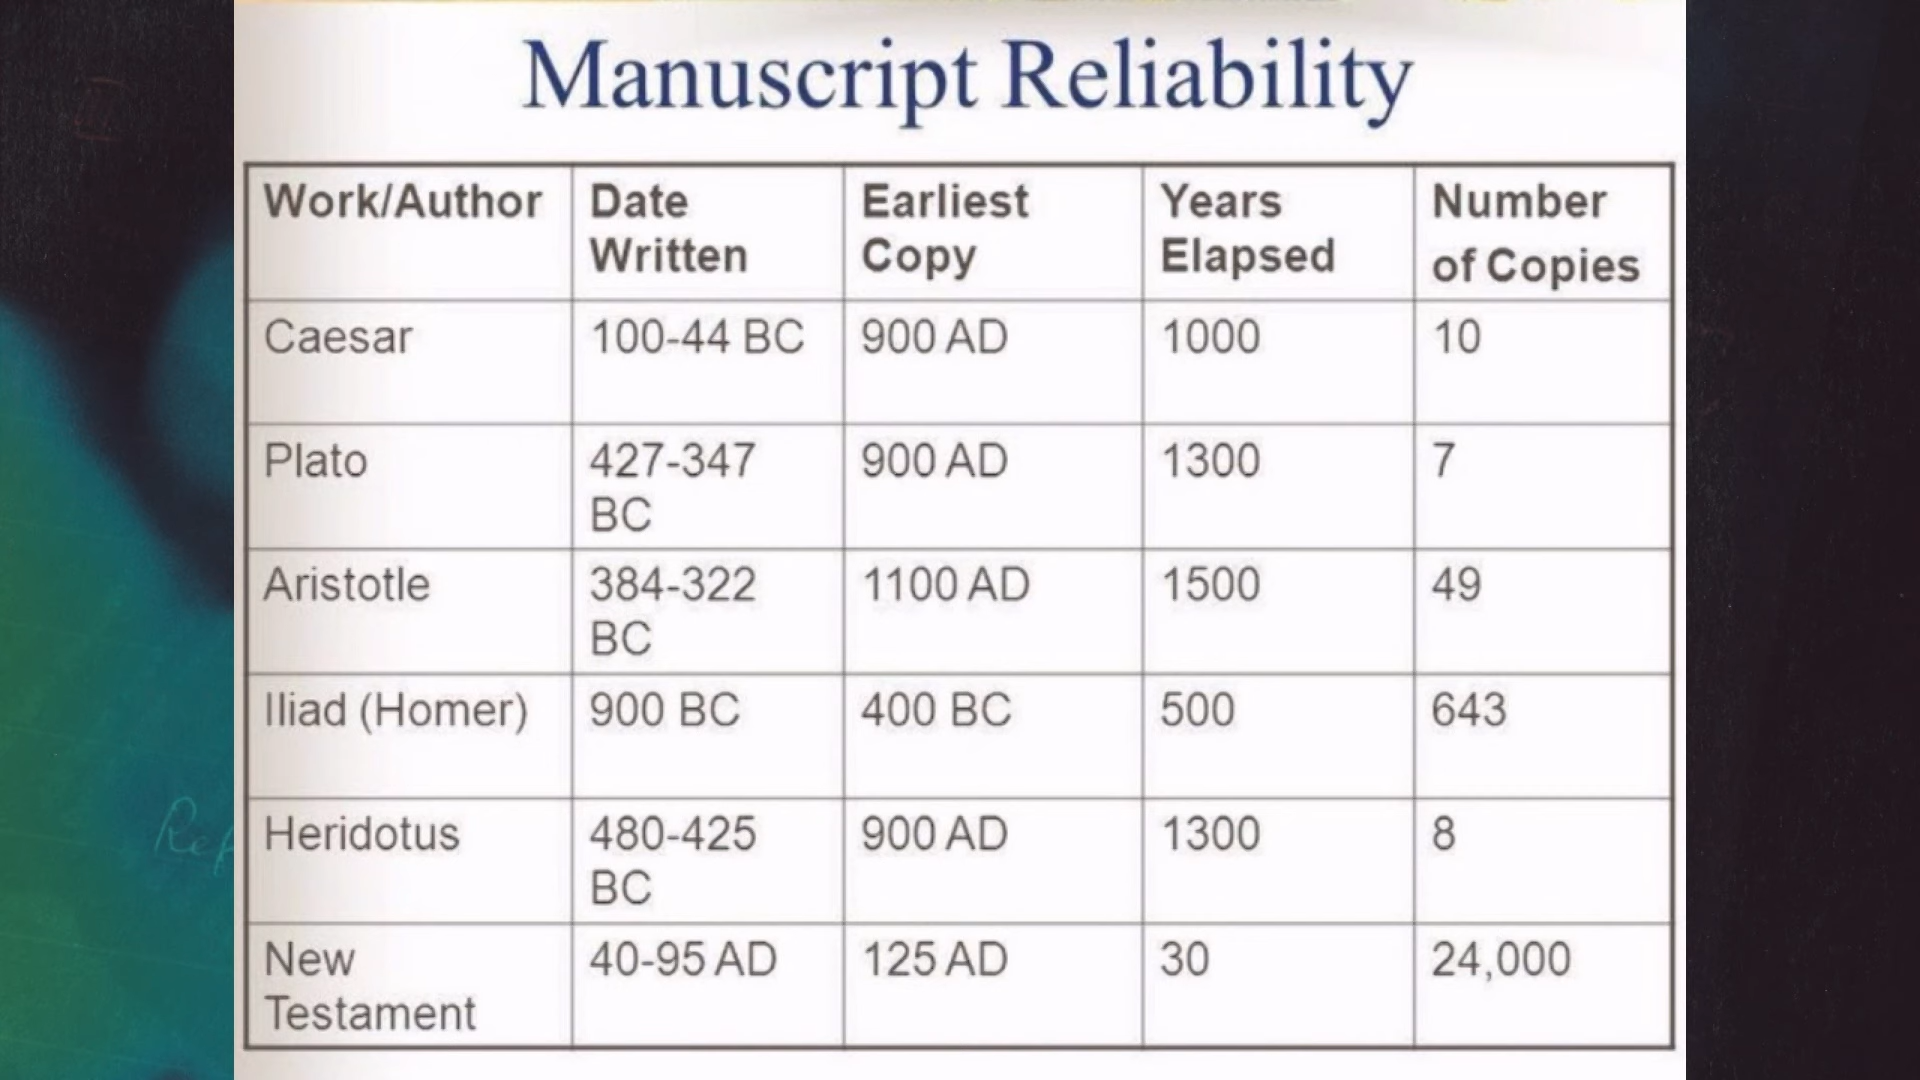 Manuscript Reliability
Work/Author Date Written Earliest Copy Years Elapsed Number of Copies
Caesar 100-44 BC 900 AD 1000 10
Plato 427-347 BC 900 AD 1300 7
Aristotle 384-322 BC 1100 AD 1500 49
Iliad (Homer) 900 BC 400 BC 500 643
Heridotus 480-425 BC 900 AD 1300 8
New Testament 40-95 AD 125 AD 30 24,000